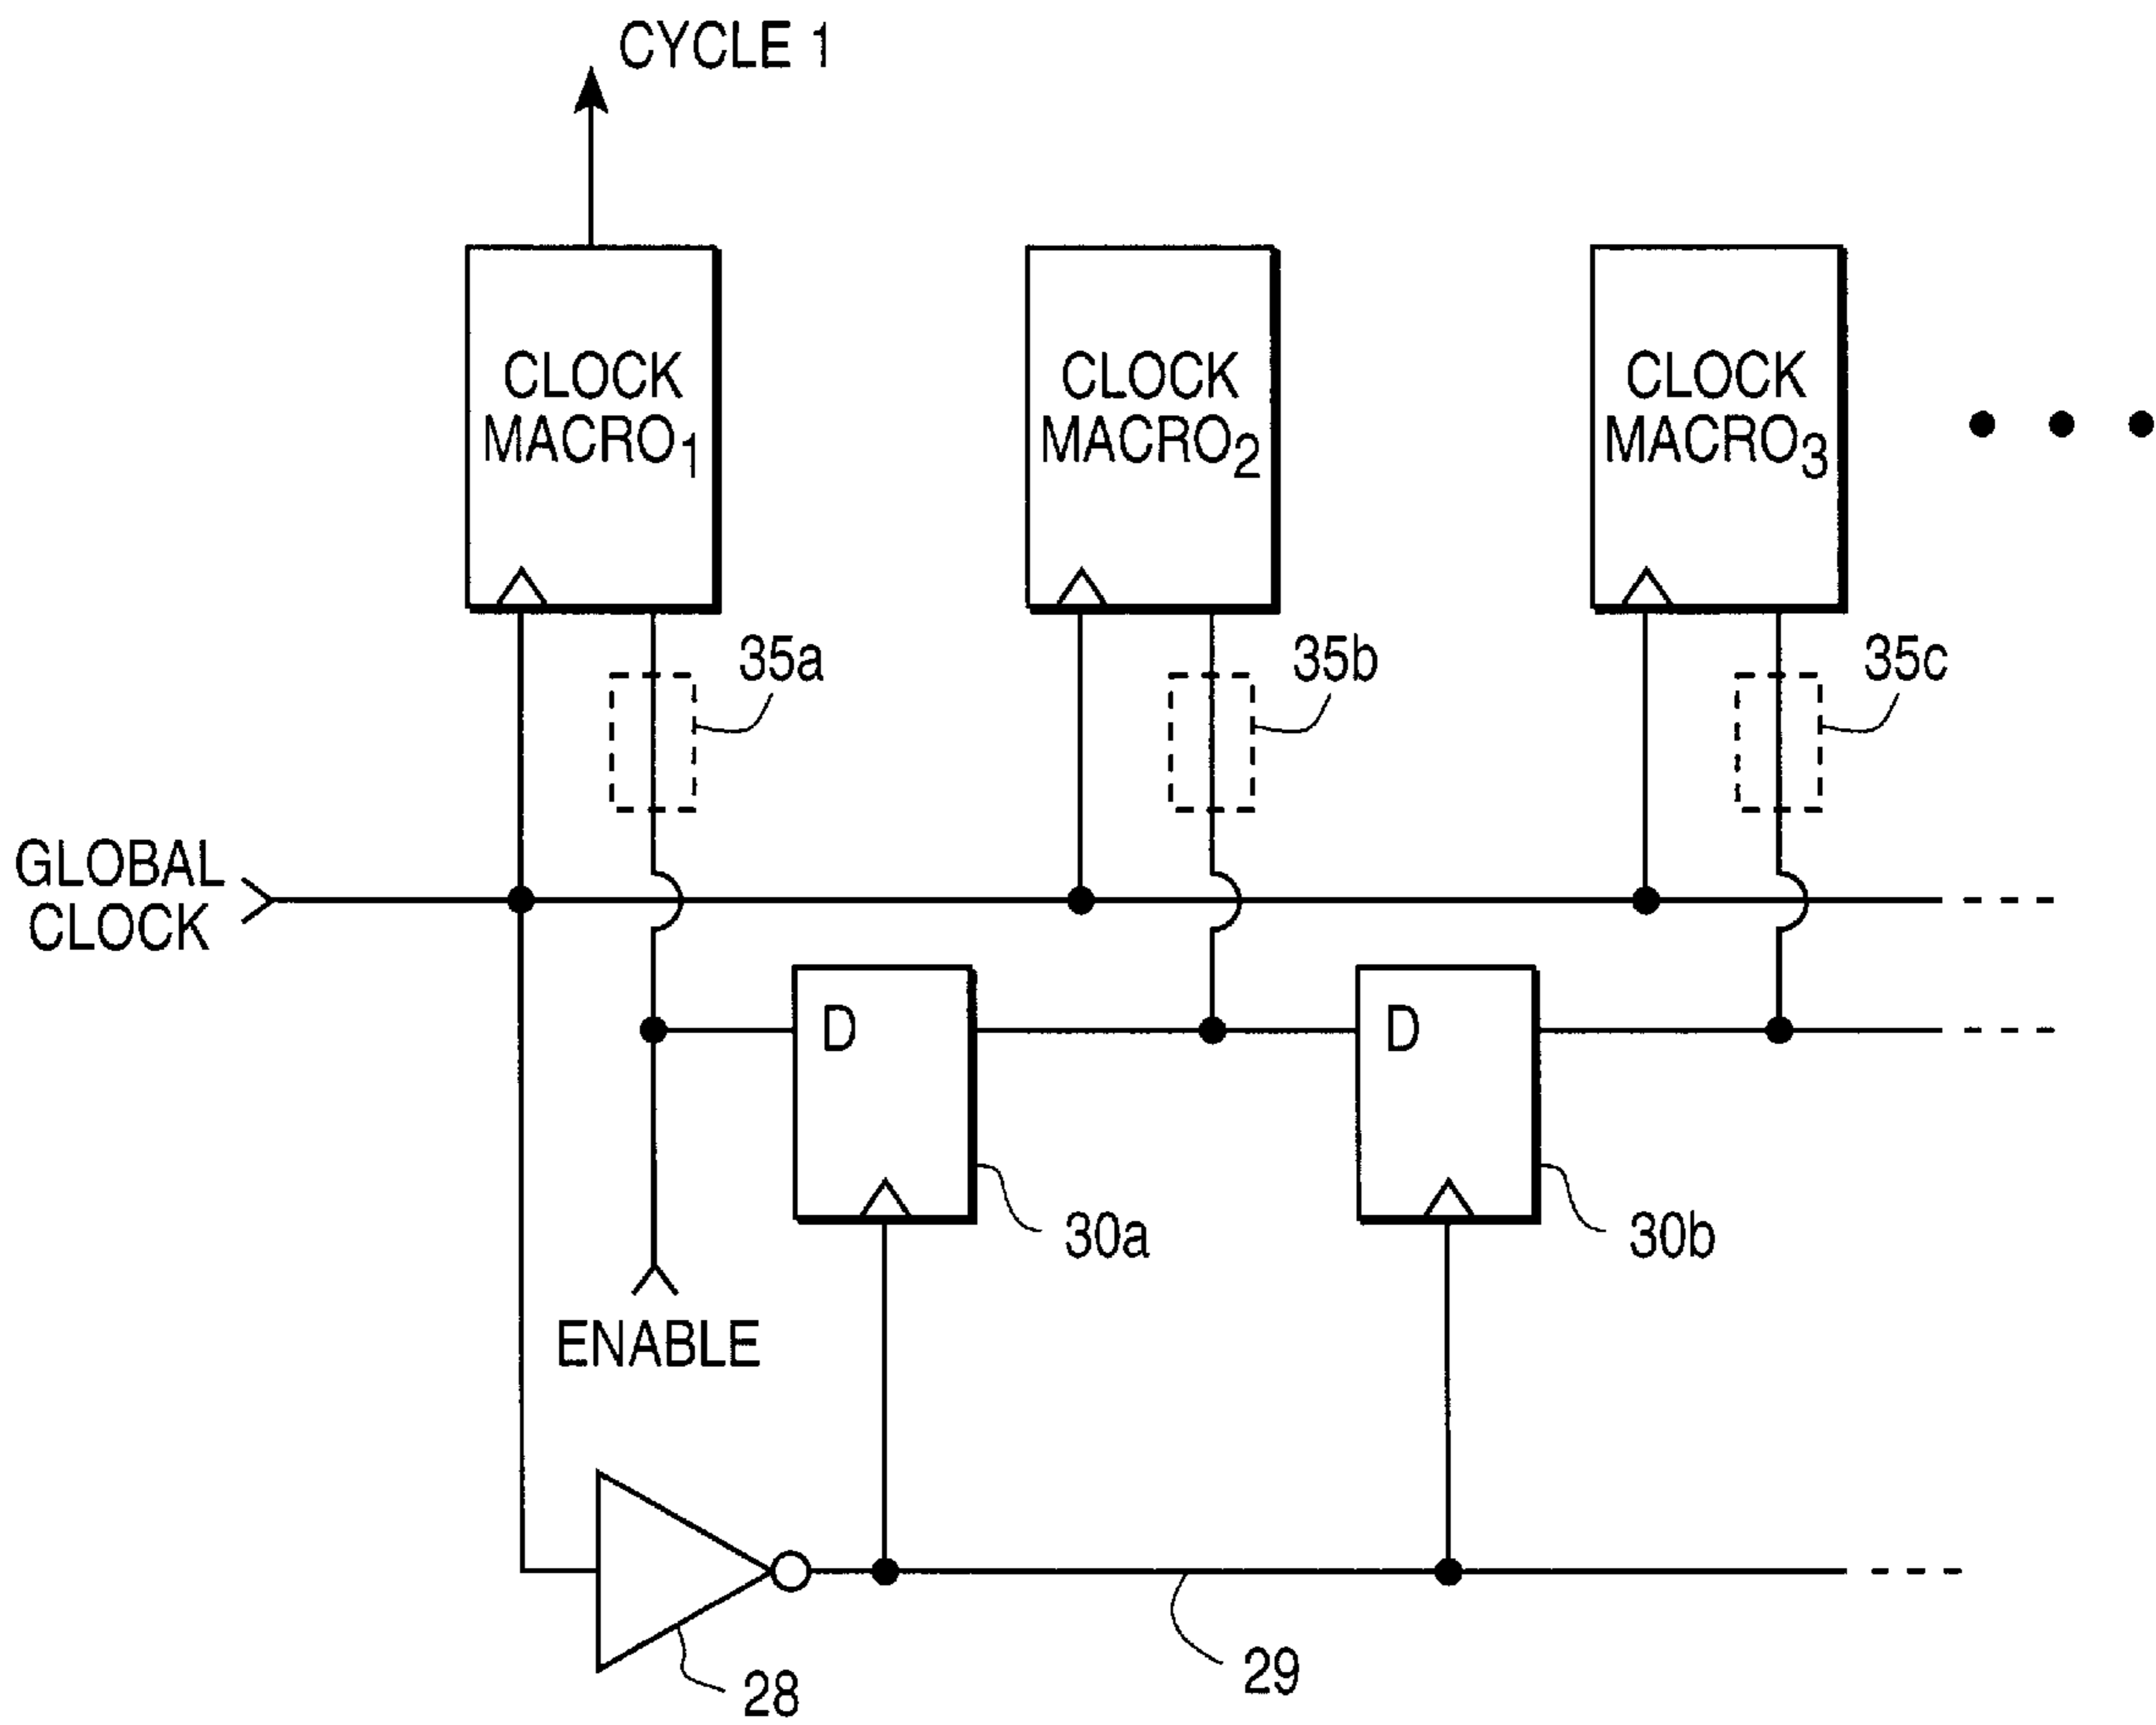 CYCLE 1
CLOCK
MACRO1
CLOCK
MACRO2
CLOCK
MACRO3
35a
35b
35c
GLOBAL
CLOCK
D
D
30a
30b
ENABLE
28
29